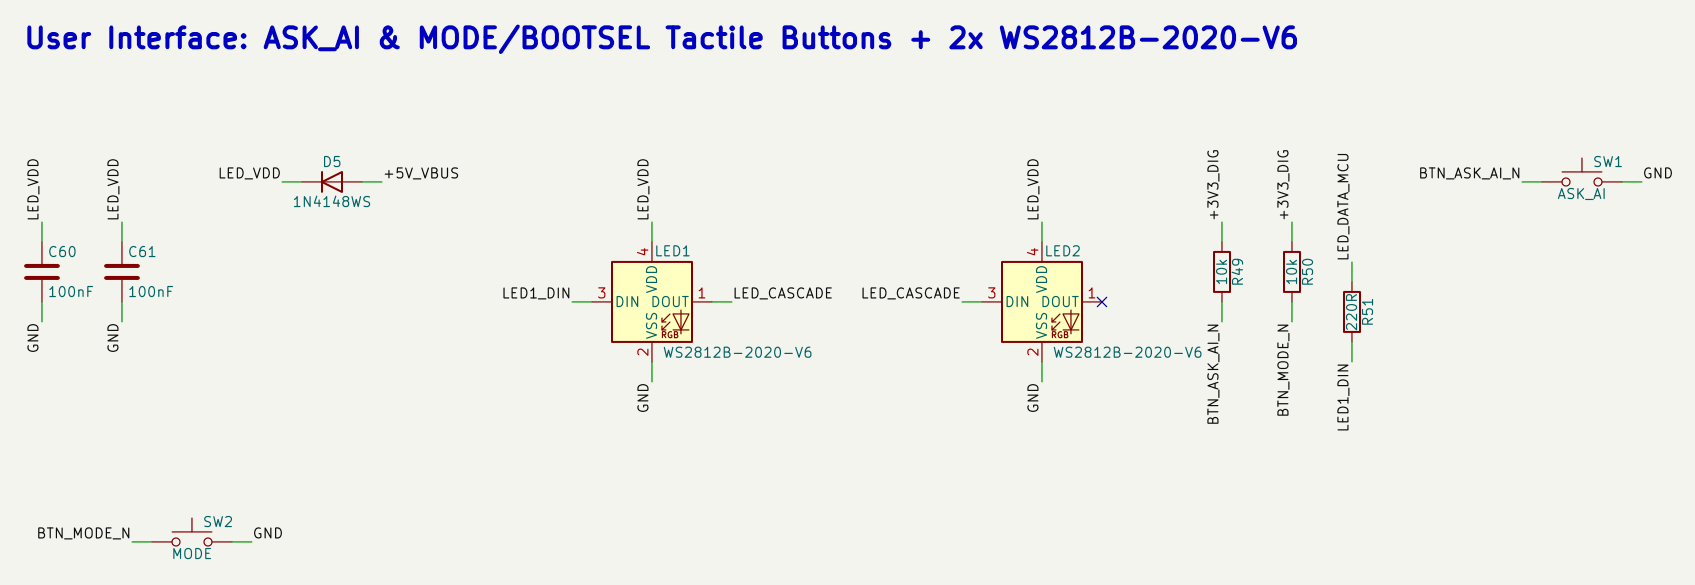 User Interface: ASK_AI & MODE/BOOTSEL Tactile Buttons + 2x WS2812B-2020-V6
LED_VDD
C60
100nF
GND
LED_VDD
C61
100nF
GND
D5
LED_VDD
+5V_VBUS
1N4148WS
LED_VDD
4
LED1
VDD
LED1_DIN
3
DIN
DOUT
1
LED_CASCADE
VSS
RGB
2
WS2812B-2020-V6
GND
LED_VDD
4
LED2
VDD
LED_CASCADE
3
DIN
DOUT
1
VSS
RGB
2
WS2812B-2020-V6
GND
+3V3_DIG
10k
R49
BTN_ASK_AI_N
+3V3_DIG
10k
R50
BTN_MODE_N
LED_DATA_MCU
220R
R51
LED1_DIN
SW1
BTN_ASK_AI_N
GND
ASK_AI
SW2
BTN_MODE_N
GND
MODE